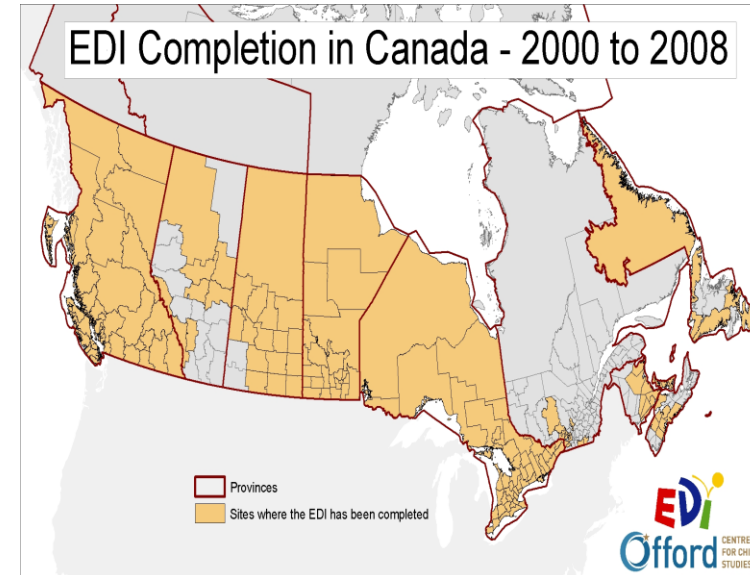 EDI Completion in Canada - 2000 to 2008
Provinces
Sites where the EDI has been completed
EDI
Offord
CENTRE
FOR CHI
STUDIES